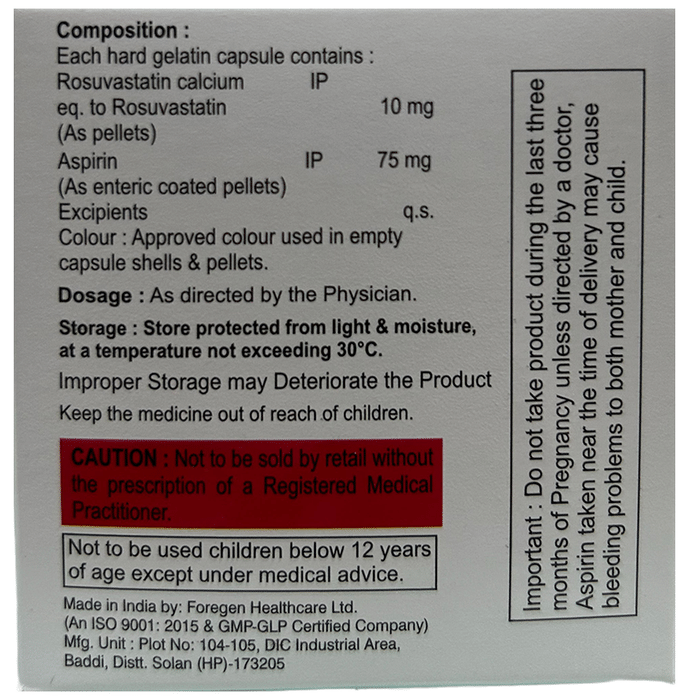 Composition :
Each hard gelatin capsule contains :
Rosuvastatin calcium IP
eq. to Rosuvastatin 10 mg
(As pellets)
Aspirin IP 75 mg
(As enteric coated pellets)
Excipients q.s.
Colour : Approved colour used in empty
capsule shells & pellets.
Dosage : As directed by the Physician.
Storage : Store protected from light & moisture,
at a temperature not exceeding 30°C.
Improper Storage may Deteriorate the Product
Keep the medicine out of reach of children.
CAUTION : Not to be sold by retail without
the prescription of a Registered Medical
Practitioner.
Not to be used children below 12 years
of age except under medical advice.
Made in India by: Foregen Healthcare Ltd.
(An ISO 9001: 2015 & GMP-GLP Certified Company)
Mfg. Unit : Plot No: 104-105, DIC Industrial Area,
Baddi, Distt. Solan (HP)-173205
Important : Do not take product during the last three
months of Pregnancy unless directed by a doctor,
Aspirin taken near the time of delivery may cause
bleeding problems to both mother and child.